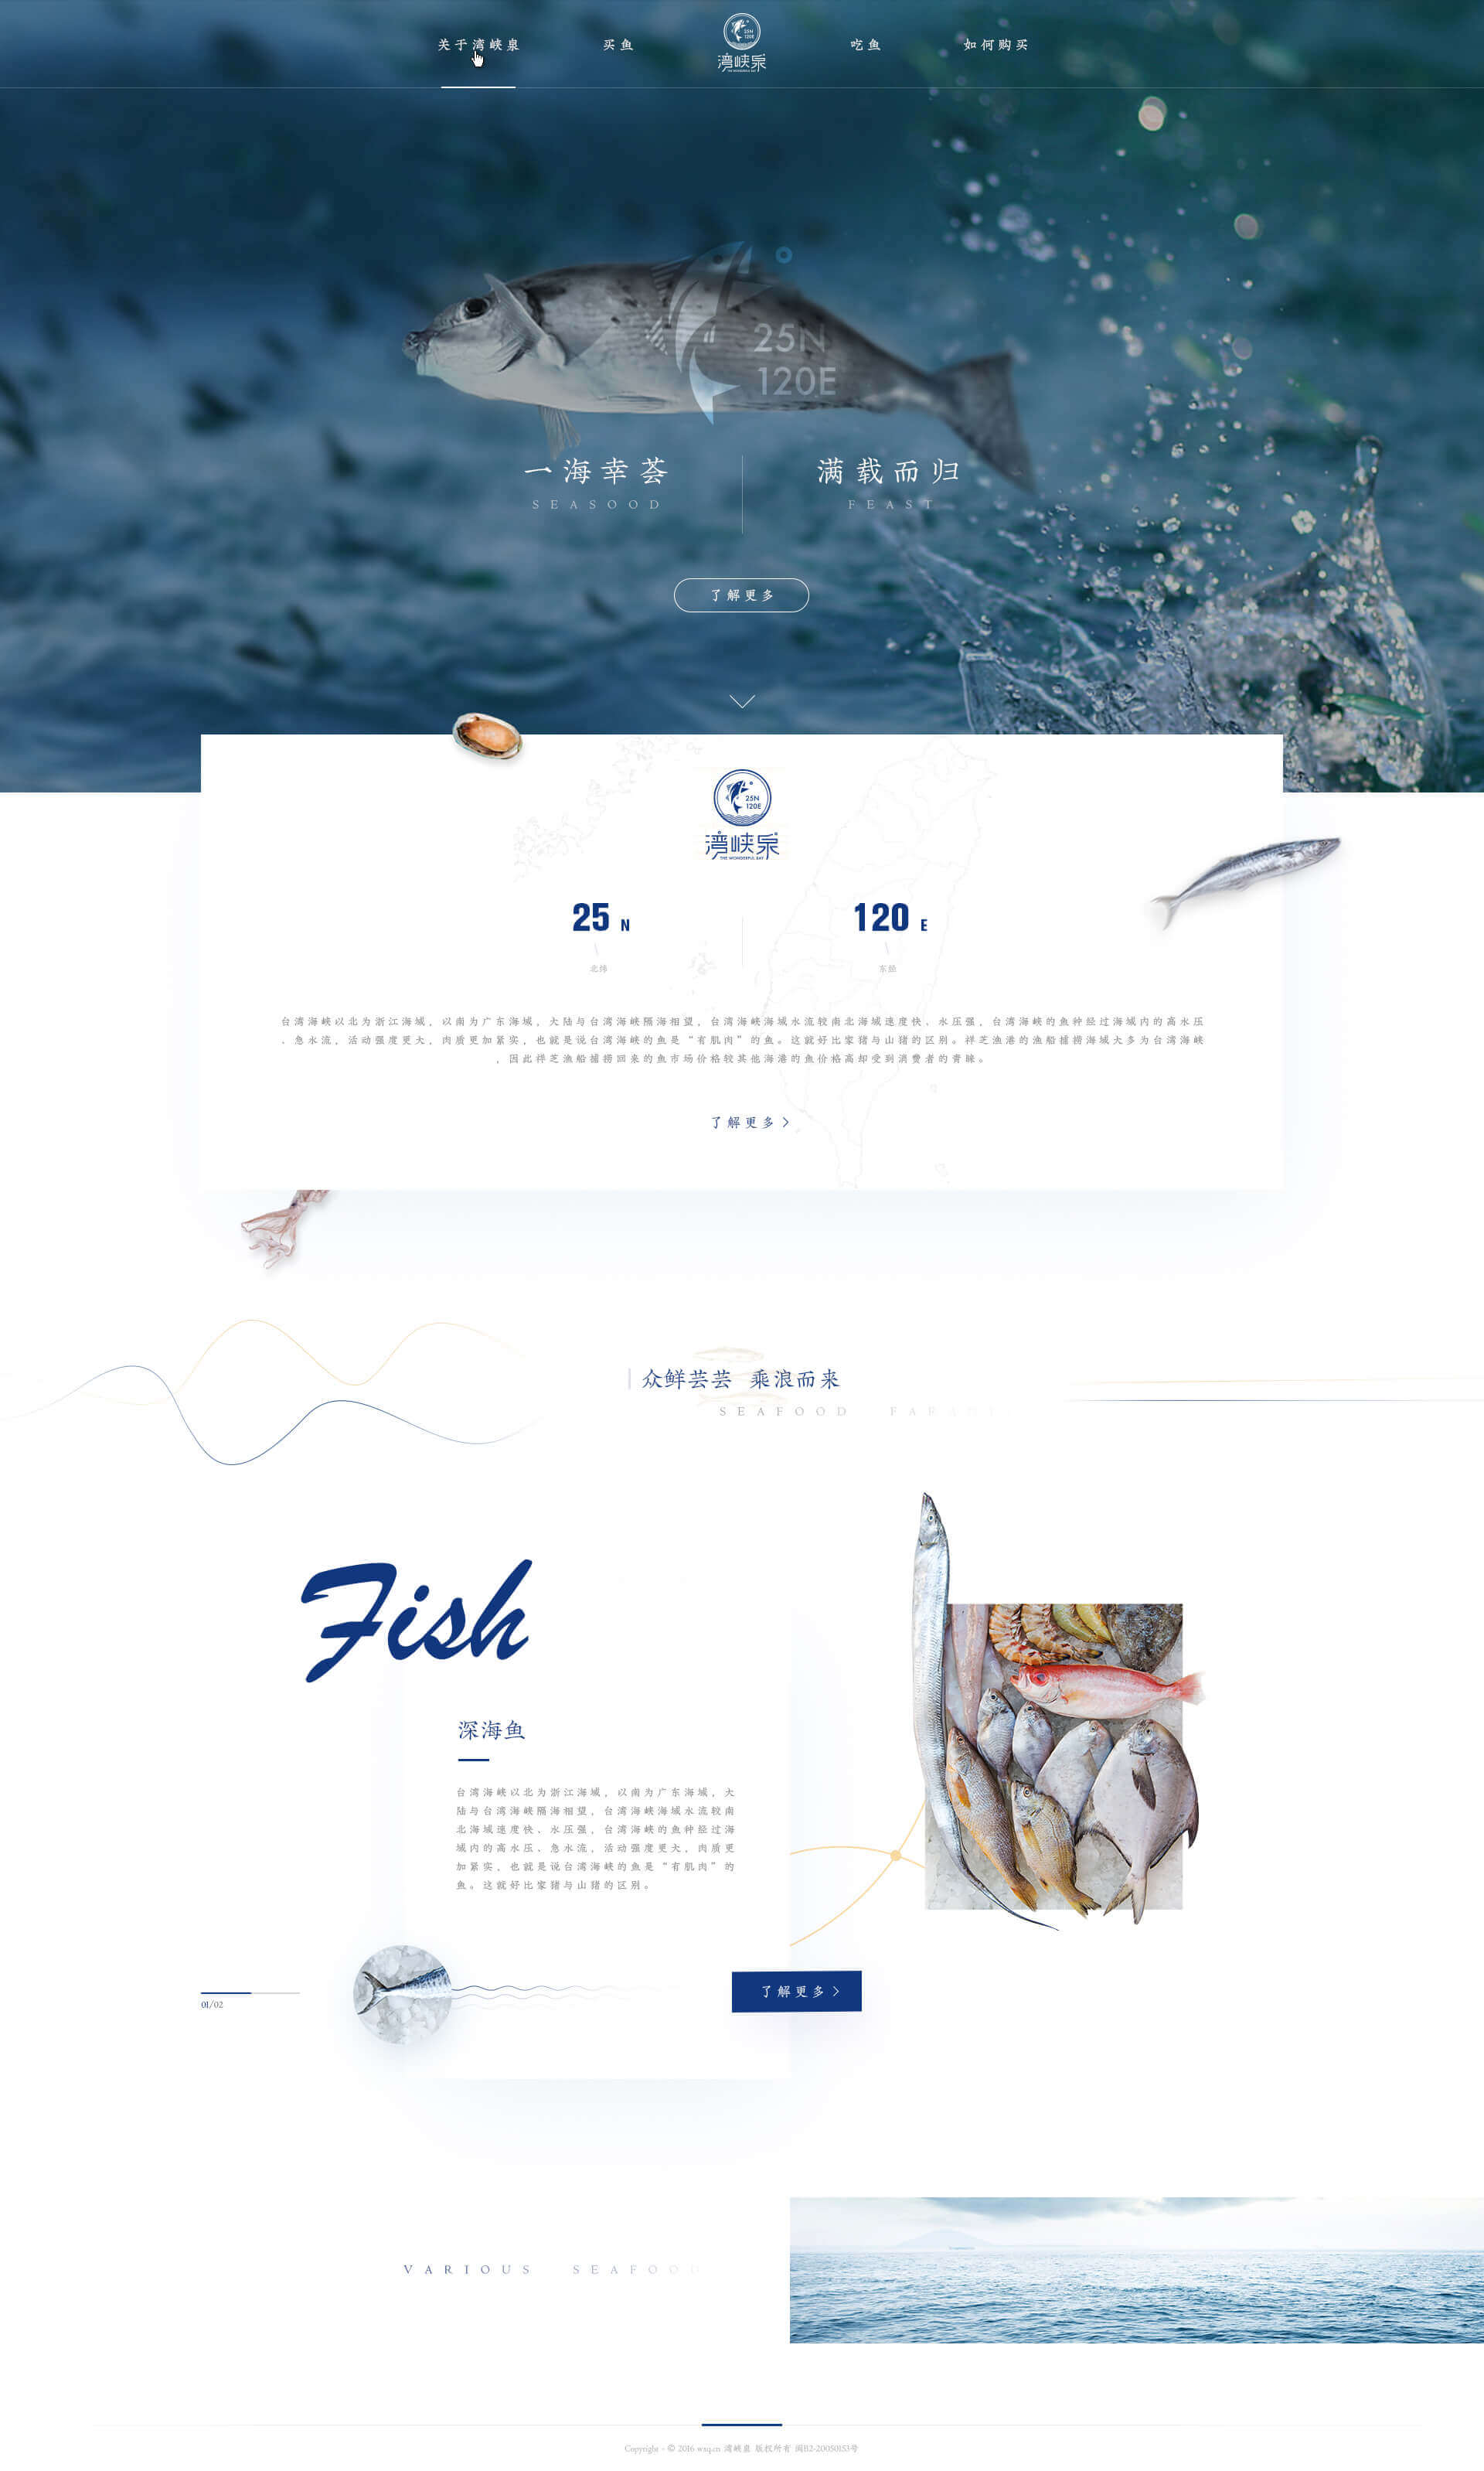 关于湾峡泉
买鱼
25N
120E
湾峡泉
THE WONDERFUL BAY
吃鱼
如何购买
25N
120E
一海幸荟
满载而归
SEASOOD
FEAST
了解更多
25N
120E
湾峡泉
THE WONDERFUL BAY
25 N
120 E
北纬
东经
台湾海峡以北为浙江海域，以南为广东海域，大陆与台湾海峡隔海相望，台湾海峡海域水流较南北海域速度快、水压强，台湾海峡的鱼种经过海域内的高水压
、急水流，活动强度更大，肉质更加紧实，也就是说台湾海峡的鱼是“有肌肉”的鱼。这就好比家猪与山猪的区别。祥芝渔港的渔船捕捞海域大多为台湾海峡
，因此祥芝渔船捕捞回来的鱼市场价格较其他海港的鱼价格高却受到消费者的青睐。
了解更多
众鲜芸芸 乘浪而来
SEAFOOD
Fish
深海鱼
台湾海峡以北为浙江海域，以南为广东海域，大
陆与台湾海峡隔海相望，台湾海峡海域水流较南
北海域速度快、水压强，台湾海峡的鱼种经过海
域内的高水压、急水流，活动强度更大，肉质更
加紧实，也就是说台湾海峡的鱼是“有肌肉”的
鱼。这就好比家猪与山猪的区别。
01/02
了解更多
VARIOUS SEAFOOD
Copyright - © 2016 wxq.cn 湾峡泉 版权所有 闽B2-20050153号